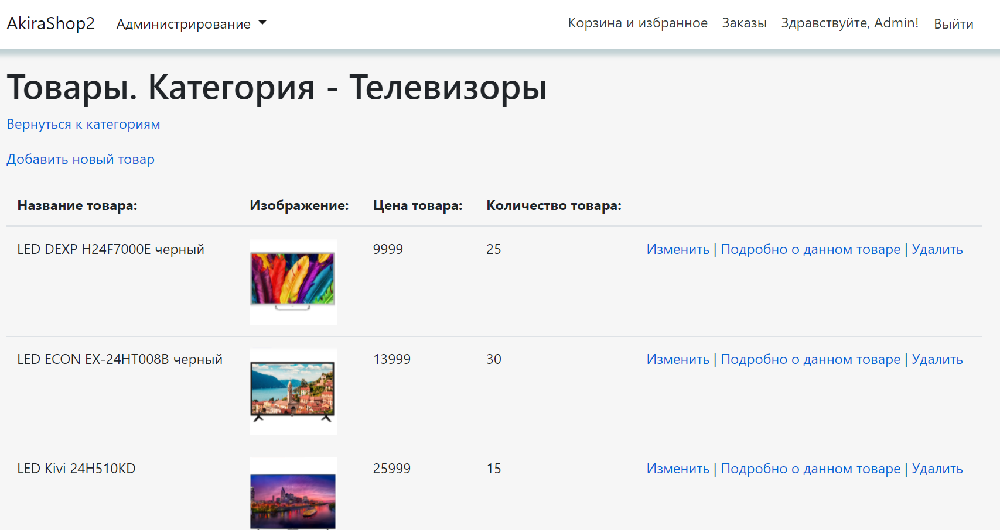 AkiraShop2 Администрирование Корзина и избранное Заказы Здравствуйте, Admin! Выйти
Товары. Категория - Телевизоры
Вернуться к категориям
Добавить новый товар
Название товара: Изображение: Цена товара: Количество товара:
LED DEXP H24F7000E черный 9999 25 Изменить | Подробно о данном товаре | Удалить
LED ECON EX-24HT008B черный 13999 30 Изменить | Подробно о данном товаре | Удалить
LED Kivi 24H510KD 25999 15 Изменить | Подробно о данном товаре | Удалить